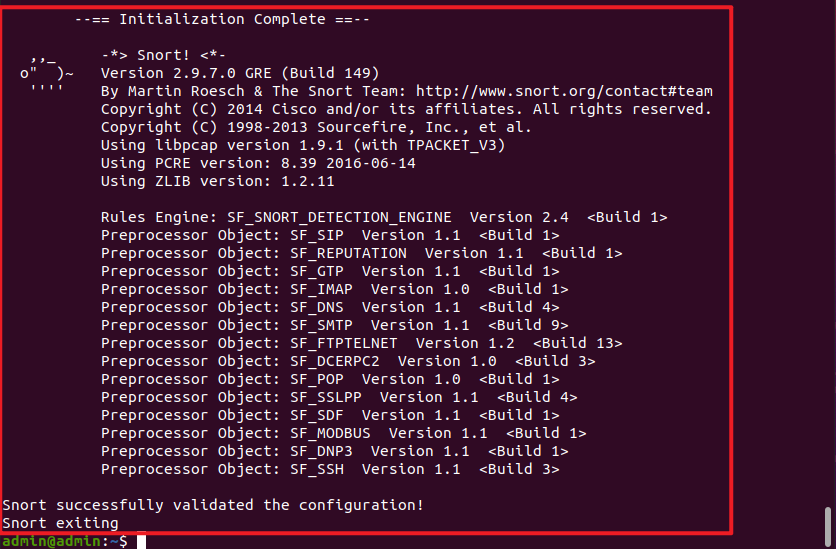 --== Initialization Complete ==--
,,_     -*> Snort! <*-
o"  )~   Version 2.9.7.0 GRE (Build 149)
''''    By Martin Roesch & The Snort Team: http://www.snort.org/contact#team
Copyright (C) 2014 Cisco and/or its affiliates. All rights reserved.
Copyright (C) 1998-2013 Sourcefire, Inc., et al.
Using libpcap version 1.9.1 (with TPACKET_V3)
Using PCRE version: 8.39 2016-06-14
Using ZLIB version: 1.2.11
Rules Engine: SF_SNORT_DETECTION_ENGINE  Version 2.4  <Build 1>
Preprocessor Object: SF_SIP  Version 1.1  <Build 1>
Preprocessor Object: SF_REPUTATION  Version 1.1  <Build 1>
Preprocessor Object: SF_GTP  Version 1.1  <Build 1>
Preprocessor Object: SF_IMAP  Version 1.0  <Build 1>
Preprocessor Object: SF_DNS  Version 1.1  <Build 4>
Preprocessor Object: SF_SMTP  Version 1.1  <Build 9>
Preprocessor Object: SF_FTPTELNET  Version 1.2  <Build 13>
Preprocessor Object: SF_DCERPC2  Version 1.0  <Build 3>
Preprocessor Object: SF_POP  Version 1.0  <Build 1>
Preprocessor Object: SF_SSLPP  Version 1.1  <Build 4>
Preprocessor Object: SF_SDF  Version 1.1  <Build 1>
Preprocessor Object: SF_MODBUS  Version 1.1  <Build 1>
Preprocessor Object: SF_DNP3  Version 1.1  <Build 1>
Preprocessor Object: SF_SSH  Version 1.1  <Build 3>
Snort successfully validated the configuration!
Snort exiting
admin@admin:~$